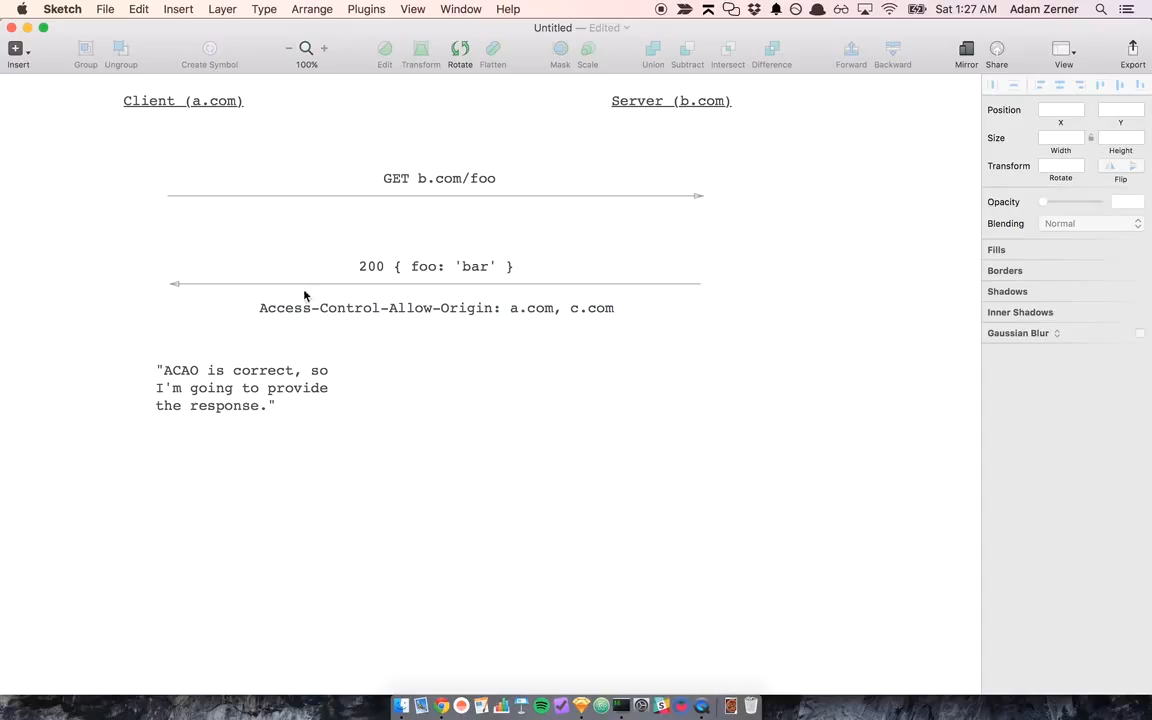 Sketch File Edit Insert Layer Type Arrange Plugins View Window Help Sat 1:27 AM Adam Zerner
Untitled — Edited
Insert Group Ungroup Create Symbol 100% Edit Transform Rotate Flatten Mask Scale Union Subtract Intersect Difference Forward Backward Mirror Share View Export
Client (a.com) Server (b.com)
GET b.com/foo
200 { foo: 'bar' }
Access-Control-Allow-Origin: a.com, c.com
"ACAO is correct, so
I'm going to provide
the response."
Position
X Y
Size
Width Height
Transform
Rotate Flip
Opacity
Blending Normal
Fills
Borders
Shadows
Inner Shadows
Gaussian Blur